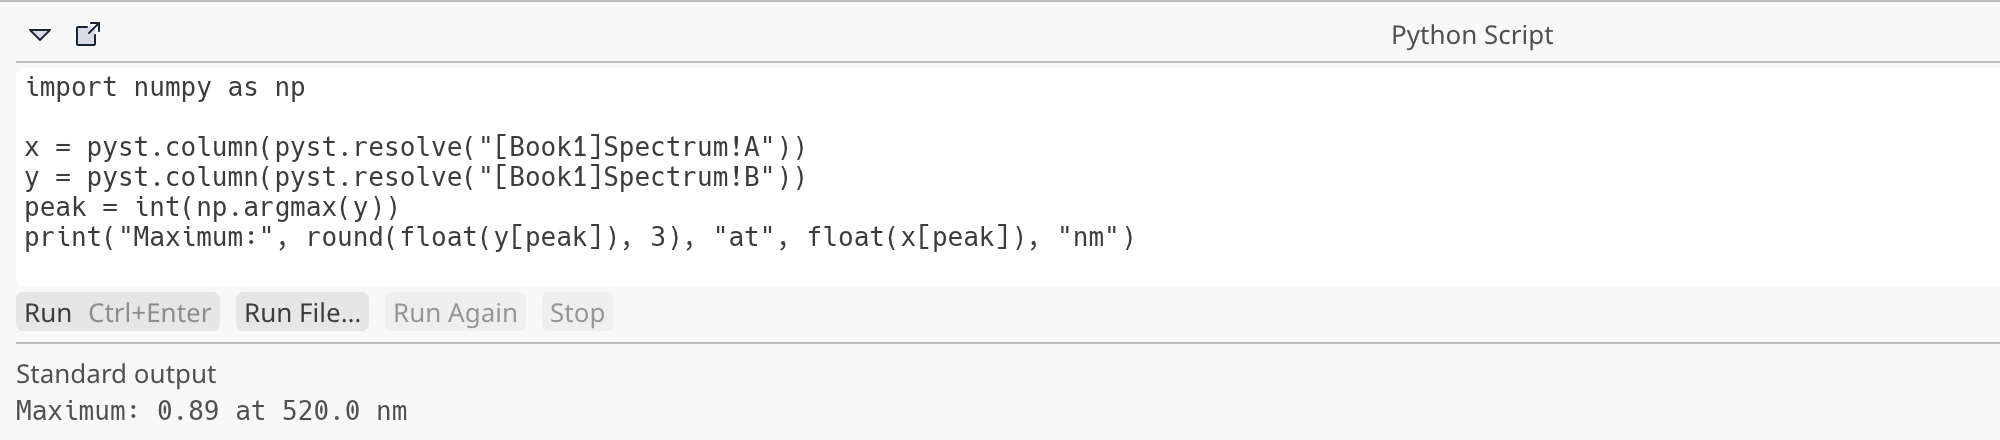 Python Script
import numpy as np
x = pyst.column(pyst.resolve("[Book1]Spectrum!A"))
y = pyst.column(pyst.resolve("[Book1]Spectrum!B"))
peak = int(np.argmax(y))
print("Maximum:", round(float(y[peak]), 3), "at", float(x[peak]), "nm")
Run Ctrl+Enter Run File... Run Again Stop
Standard output
Maximum: 0.89 at 520.0 nm